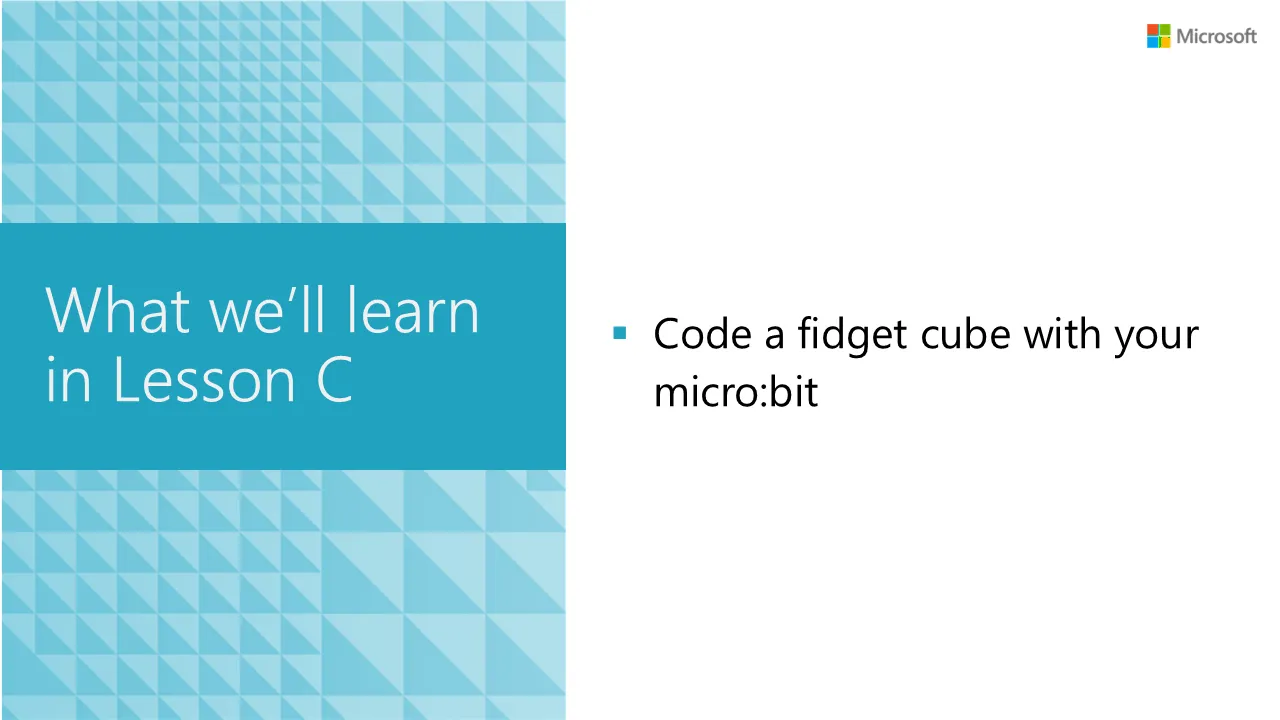 Microsoft
What we’ll learn
in Lesson C
▪ Code a fidget cube with your
micro:bit